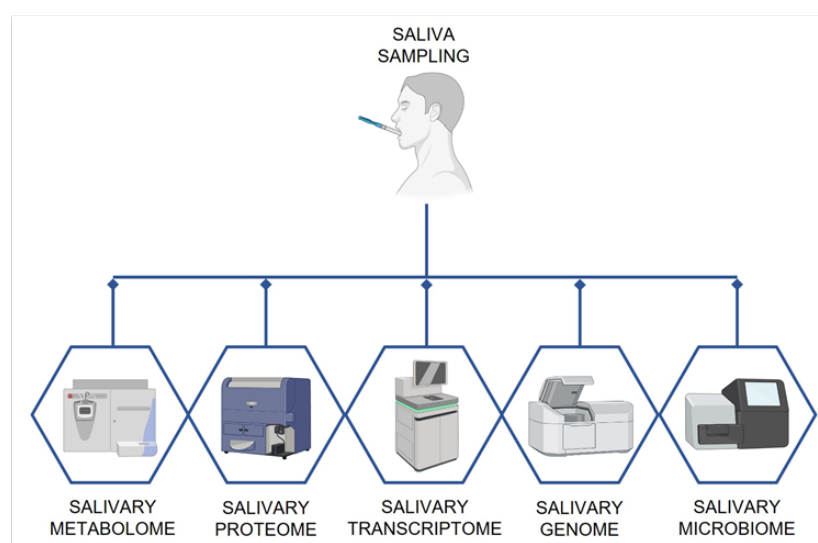 SALIVA
SAMPLING
SALIVARY
METABOLOME
SALIVARY
PROTEOME
SALIVARY
TRANSCRIPTOME
SALIVARY
GENOME
SALIVARY
MICROBIOME